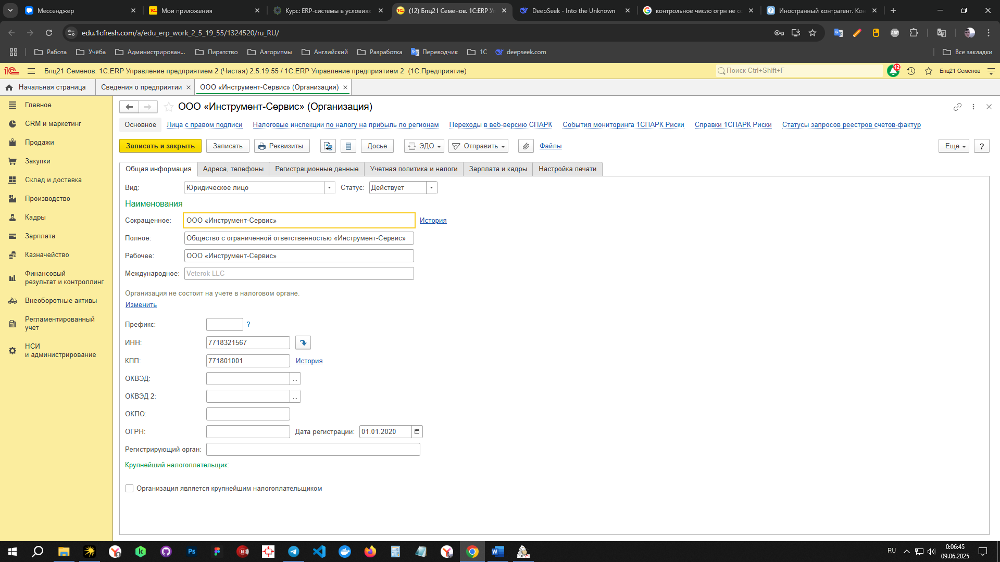 Мессенджер
Мои приложения
Курс: ERP-системы в условиях
(12) Бпц21 Семенов. 1С:ERP У
DeepSeek - Into the Unknown
контрольное число огрн не со
Иностранный контрагент. Кон
edu.1cfresh.com/a/edu_erp_work_2_5_19_55/1324520/ru_RU/
Работа
Учёба
Администрирован...
Пиратство
Алгоритмы
Английский
Разработка
Переводчик
1С
deepseek.com
Все закладки
Бпц21 Семенов. 1С:ERP Управление предприятием 2 (Чистая) 2.5.19.55 / 1С:ERP Управление предприятием 2 (1С:Предприятие)
Поиск Ctrl+Shift+F
12
Бпц21 Семенов
Начальная страница
Сведения о предприятии
ООО «Инструмент-Сервис» (Организация)
Главное
CRM и маркетинг
Продажи
Закупки
Склад и доставка
Производство
Кадры
Зарплата
Казначейство
Финансовый
результат и контроллинг
Внеоборотные активы
Регламентированный
учет
НСИ
и администрирование
ООО «Инструмент-Сервис» (Организация)
Основное
Лица с правом подписи
Налоговые инспекции по налогу на прибыль по регионам
Переходы в веб-версию СПАРК
События мониторинга 1СПАРК Риски
Справки 1СПАРК Риски
Статусы запросов реестров счетов-фактур
Записать и закрыть
Записать
Реквизиты
Досье
ЭДО
Отправить
Файлы
Еще
?
Общая информация
Адреса, телефоны
Регистрационные данные
Учетная политика и налоги
Зарплата и кадры
Настройка печати
Вид:
Юридическое лицо
Статус:
Действует
Наименования
Сокращенное:
ООО «Инструмент-Сервис»
История
Полное:
Общество с ограниченной ответственностью «Инструмент-Сервис»
Рабочее:
ООО «Инструмент-Сервис»
Международное:
Veterok LLC
Организация не состоит на учете в налоговом органе.
Изменить
Префикс:
?
ИНН:
7718321567
КПП:
771801001
История
ОКВЭД:
...
ОКВЭД 2:
...
ОКПО:
ОГРН:
Дата регистрации:
01.01.2020
Регистрирующий орган:
Крупнейший налогоплательщик:
Организация является крупнейшим налогоплательщиком
RU
0:06:45
09.06.2025